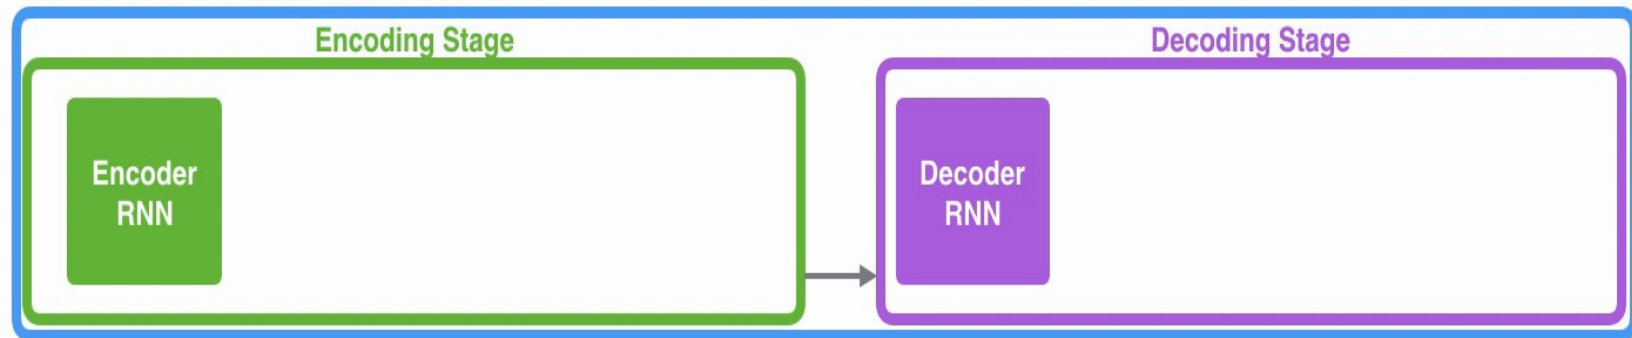 Encoding Stage
Decoding Stage
Encoder
RNN
Decoder
RNN